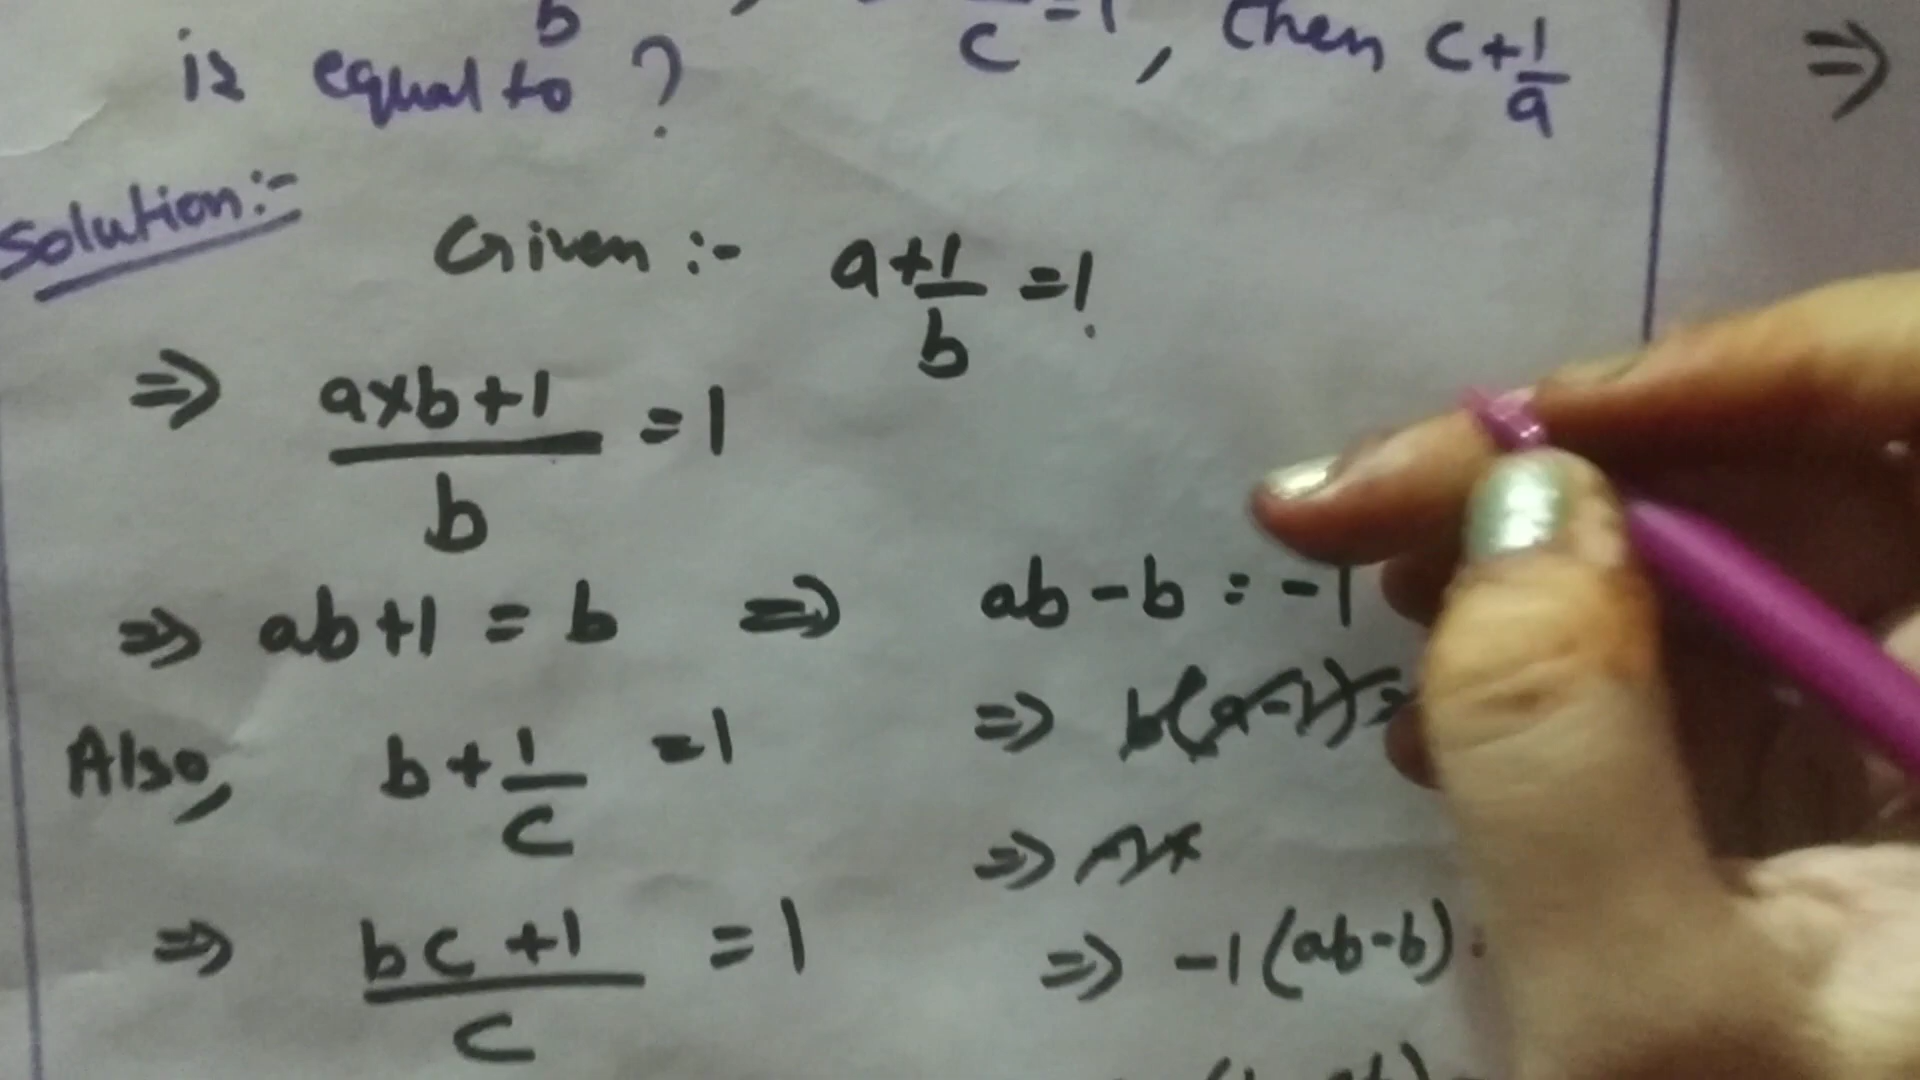 b c = 1 , then c + 1/a
is equal to ?
⇒
Solution:-
Given :- a + 1/b = 1
⇒ (a x b + 1)/b = 1
⇒ ab + 1 = b ⇒ ab - b = -1
⇒ b(a-1) =
Also, b + 1/c = 1
⇒
⇒ (bc + 1)/c = 1 ⇒ -1(ab-b)